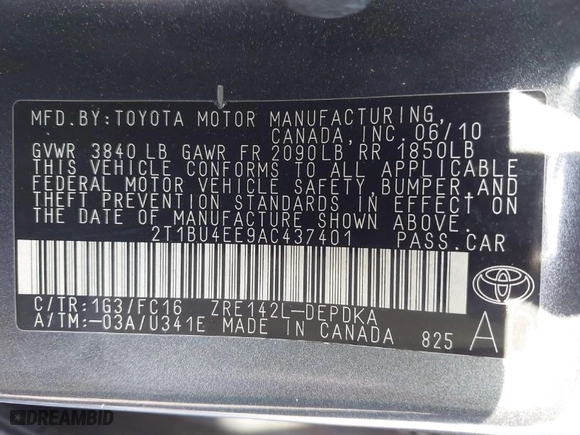 MFD.BY:TOYOTA MOTOR MANUFACTURING,
CANADA, INC. 06/10
GVWR 3840 LB GAWR FR 2090LB RR 1850LB
THIS VEHICLE CONFORMS TO ALL APPLICABLE
FEDERAL MOTOR VEHICLE SAFETY, BUMPER, AND
THEFT PREVENTION STANDARDS IN EFFECT ON
THE DATE OF MANUFACTURE SHOWN ABOVE.
2T1BU4EE9AC437401 PASS.CAR
C/TR:1G3/FC16 ZRE142L-DEPDKA
A/TM:-03A/U341E MADE IN CANADA 825 A
DREAMBID